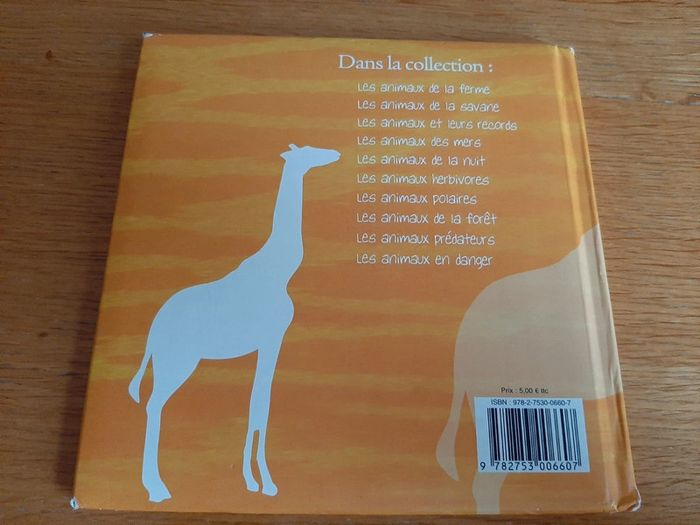 Dans la collection :
Les animaux de la ferme
Les animaux de la savane
Les animaux et leurs records
Les animaux des mers
Les animaux de la nuit
Les animaux herbivores
Les animaux polaires
Les animaux de la forêt
Les animaux prédateurs
Les animaux en danger
Prix : 5,00 € ttc
ISBN : 978-2-7530-0660-7
9 782753 006607